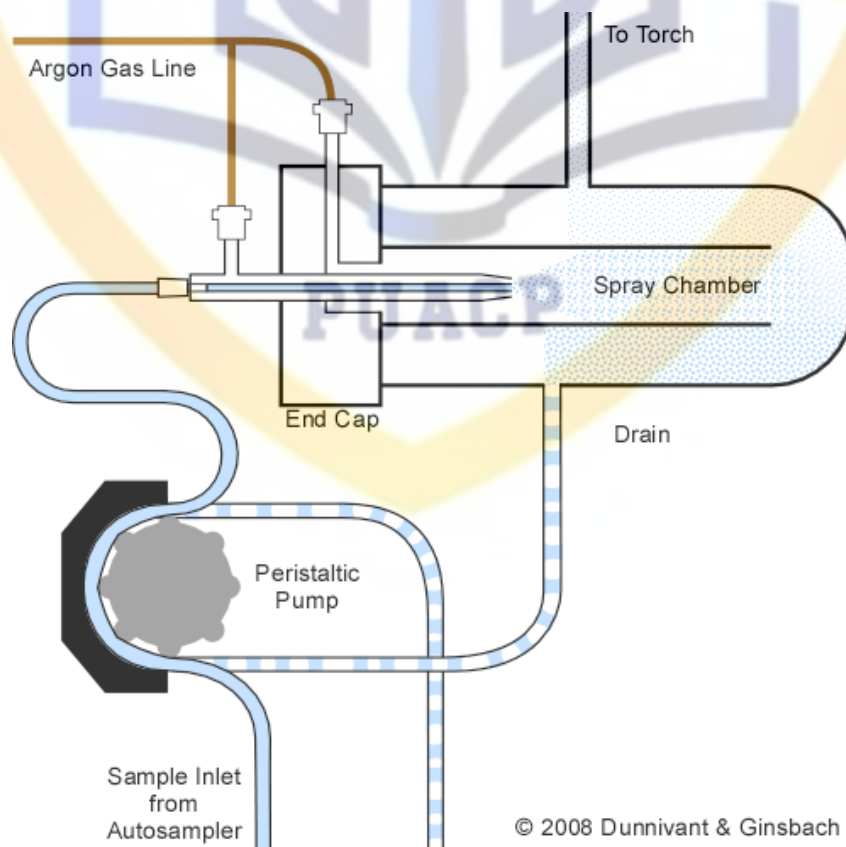 To Torch
Argon Gas Line
Spray Chamber
PUACP
End Cap
Drain
Peristaltic
Pump
Sample Inlet
from
Autosampler
© 2008 Dunnivant & Ginsbach